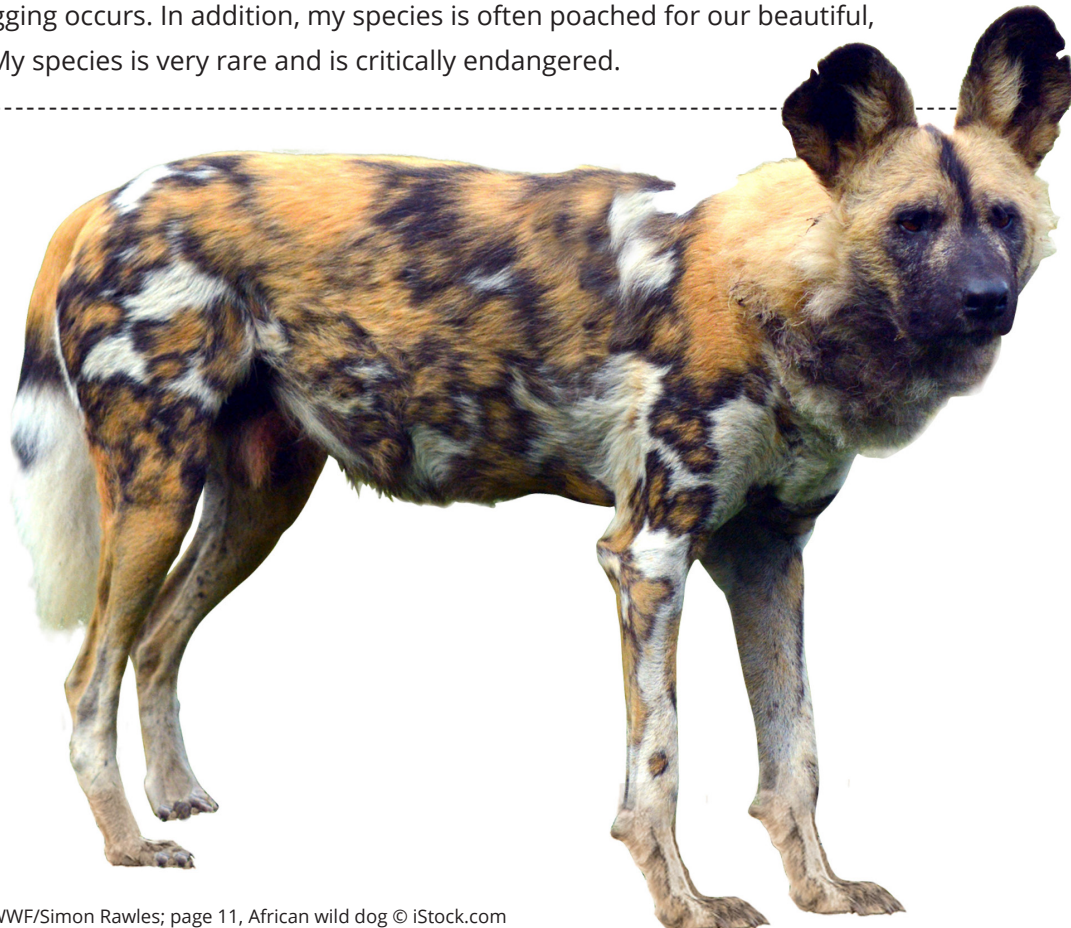 gging occurs. In addition, my species is often poached for our beautiful,
My species is very rare and is critically endangered.
WWF/Simon Rawles; page 11, African wild dog © iStock.com